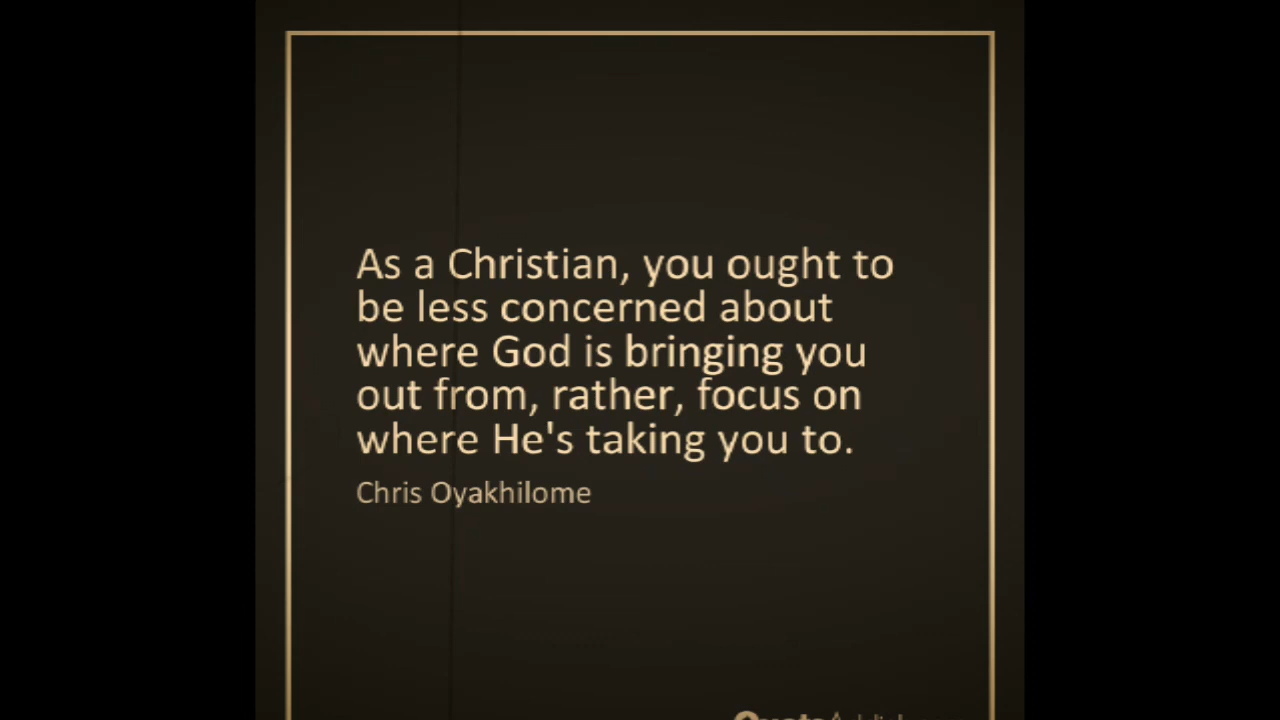 As a Christian, you ought to
be less concerned about
where God is bringing you
out from, rather, focus on
where He's taking you to.
Chris Oyakhilome